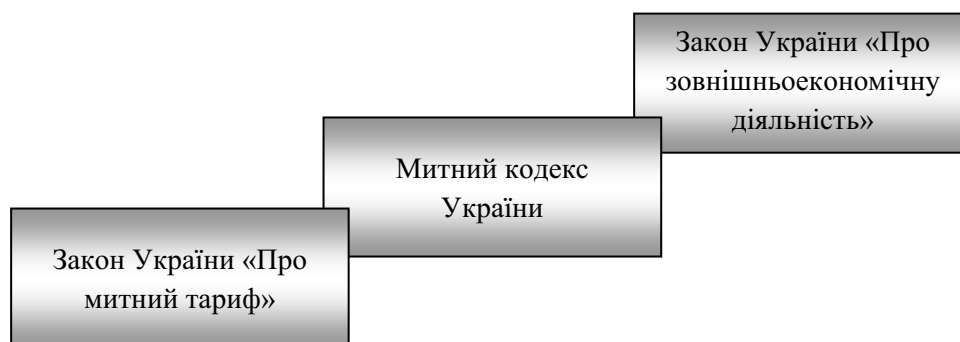 Закон України «Про
зовнішньоекономічну
діяльність»
Митний кодекс
України
Закон України «Про
митний тариф»